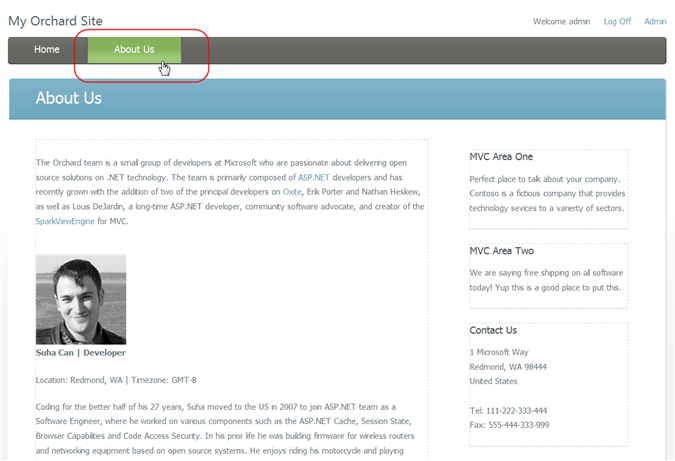 My Orchard Site
Welcome admin Log Off Admin
Home About Us
About Us
The Orchard team is a small group of developers at Microsoft who are passionate about delivering open
source solutions on .NET technology. The team is primarily composed of ASP.NET developers and has
recently grown with the addition of two of the principal developers on Oxite, Erik Porter and Nathan Heskew,
as well as Louis DeJardin, a long-time ASP.NET developer, community software advocate, and creator of the
SparkViewEngine for MVC.
Suha Can | Developer
Location: Redmond, WA | Timezone: GMT-8
Coding for the better half of his 27 years, Suha moved to the US in 2007 to join ASP.NET team as a
Software Engineer, where he worked on various components such as the ASP.NET Cache, Session State,
Browser Capabilities and Code Access Security. In his prior life he was building firmware for wireless routers
and networking equipment based on open source systems. He enjoys riding his motorcycle and playing
MVC Area One
Perfect place to talk about your company.
Contoso is a fictious company that provides
technology sevices to a varierty of sectors.
MVC Area Two
We are saying free shipping on all software
today! Yup this is a good place to put this.
Contact Us
1 Microsoft Way
Redmond, WA 98444
United States
Tel: 111-222-333-444
Fax: 555-444-333-999